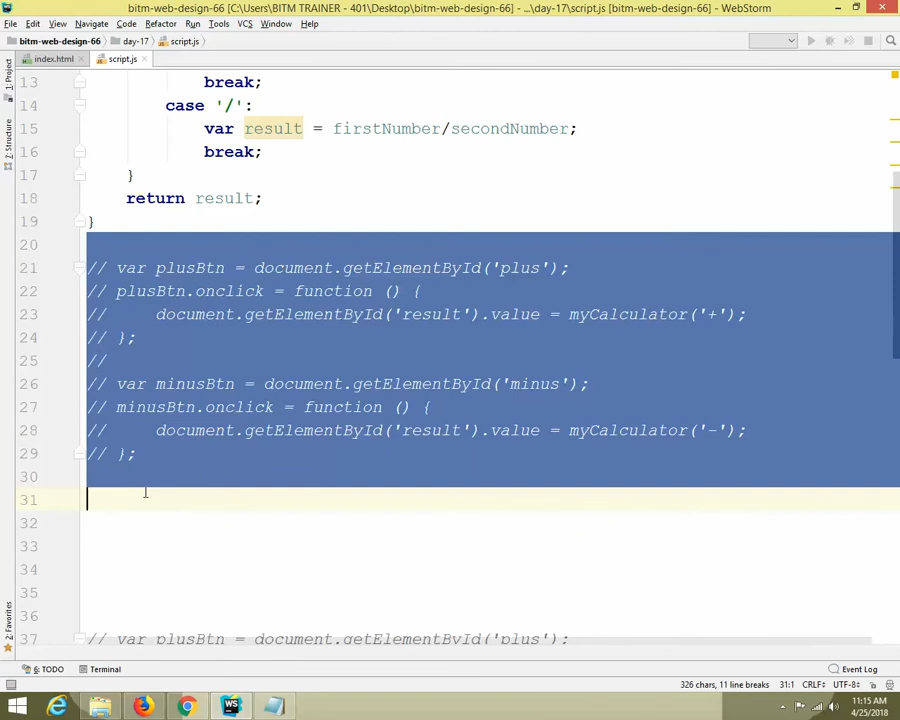 bitm-web-design-66 [C:\Users\BITM TRAINER - 401\Desktop\bitm-web-design-66] - ...\day-17\script.js [bitm-web-design-66] - WebStorm
File Edit View Navigate Code Refactor Run Tools VCS Window Help
bitm-web-design-66 day-17 script.js
index.html script.js
1: Project
7: Structure
2: Favorites
13 break;
14 case '/':
15 var result = firstNumber/secondNumber;
16 break;
17 }
18 return result;
19 }
20
21 // var plusBtn = document.getElementById('plus');
22 // plusBtn.onclick = function () {
23 // document.getElementById('result').value = myCalculator('+');
24 // };
25 //
26 // var minusBtn = document.getElementById('minus');
27 // minusBtn.onclick = function () {
28 // document.getElementById('result').value = myCalculator('-');
29 // };
30
31
32
33
34
35
36
37 // var plusBtn = document.getElementById('plus');
6: TODO Terminal Event Log
326 chars, 11 line breaks 31:1 CRLF÷ UTF-8÷
WS 11:15 AM
4/25/2018